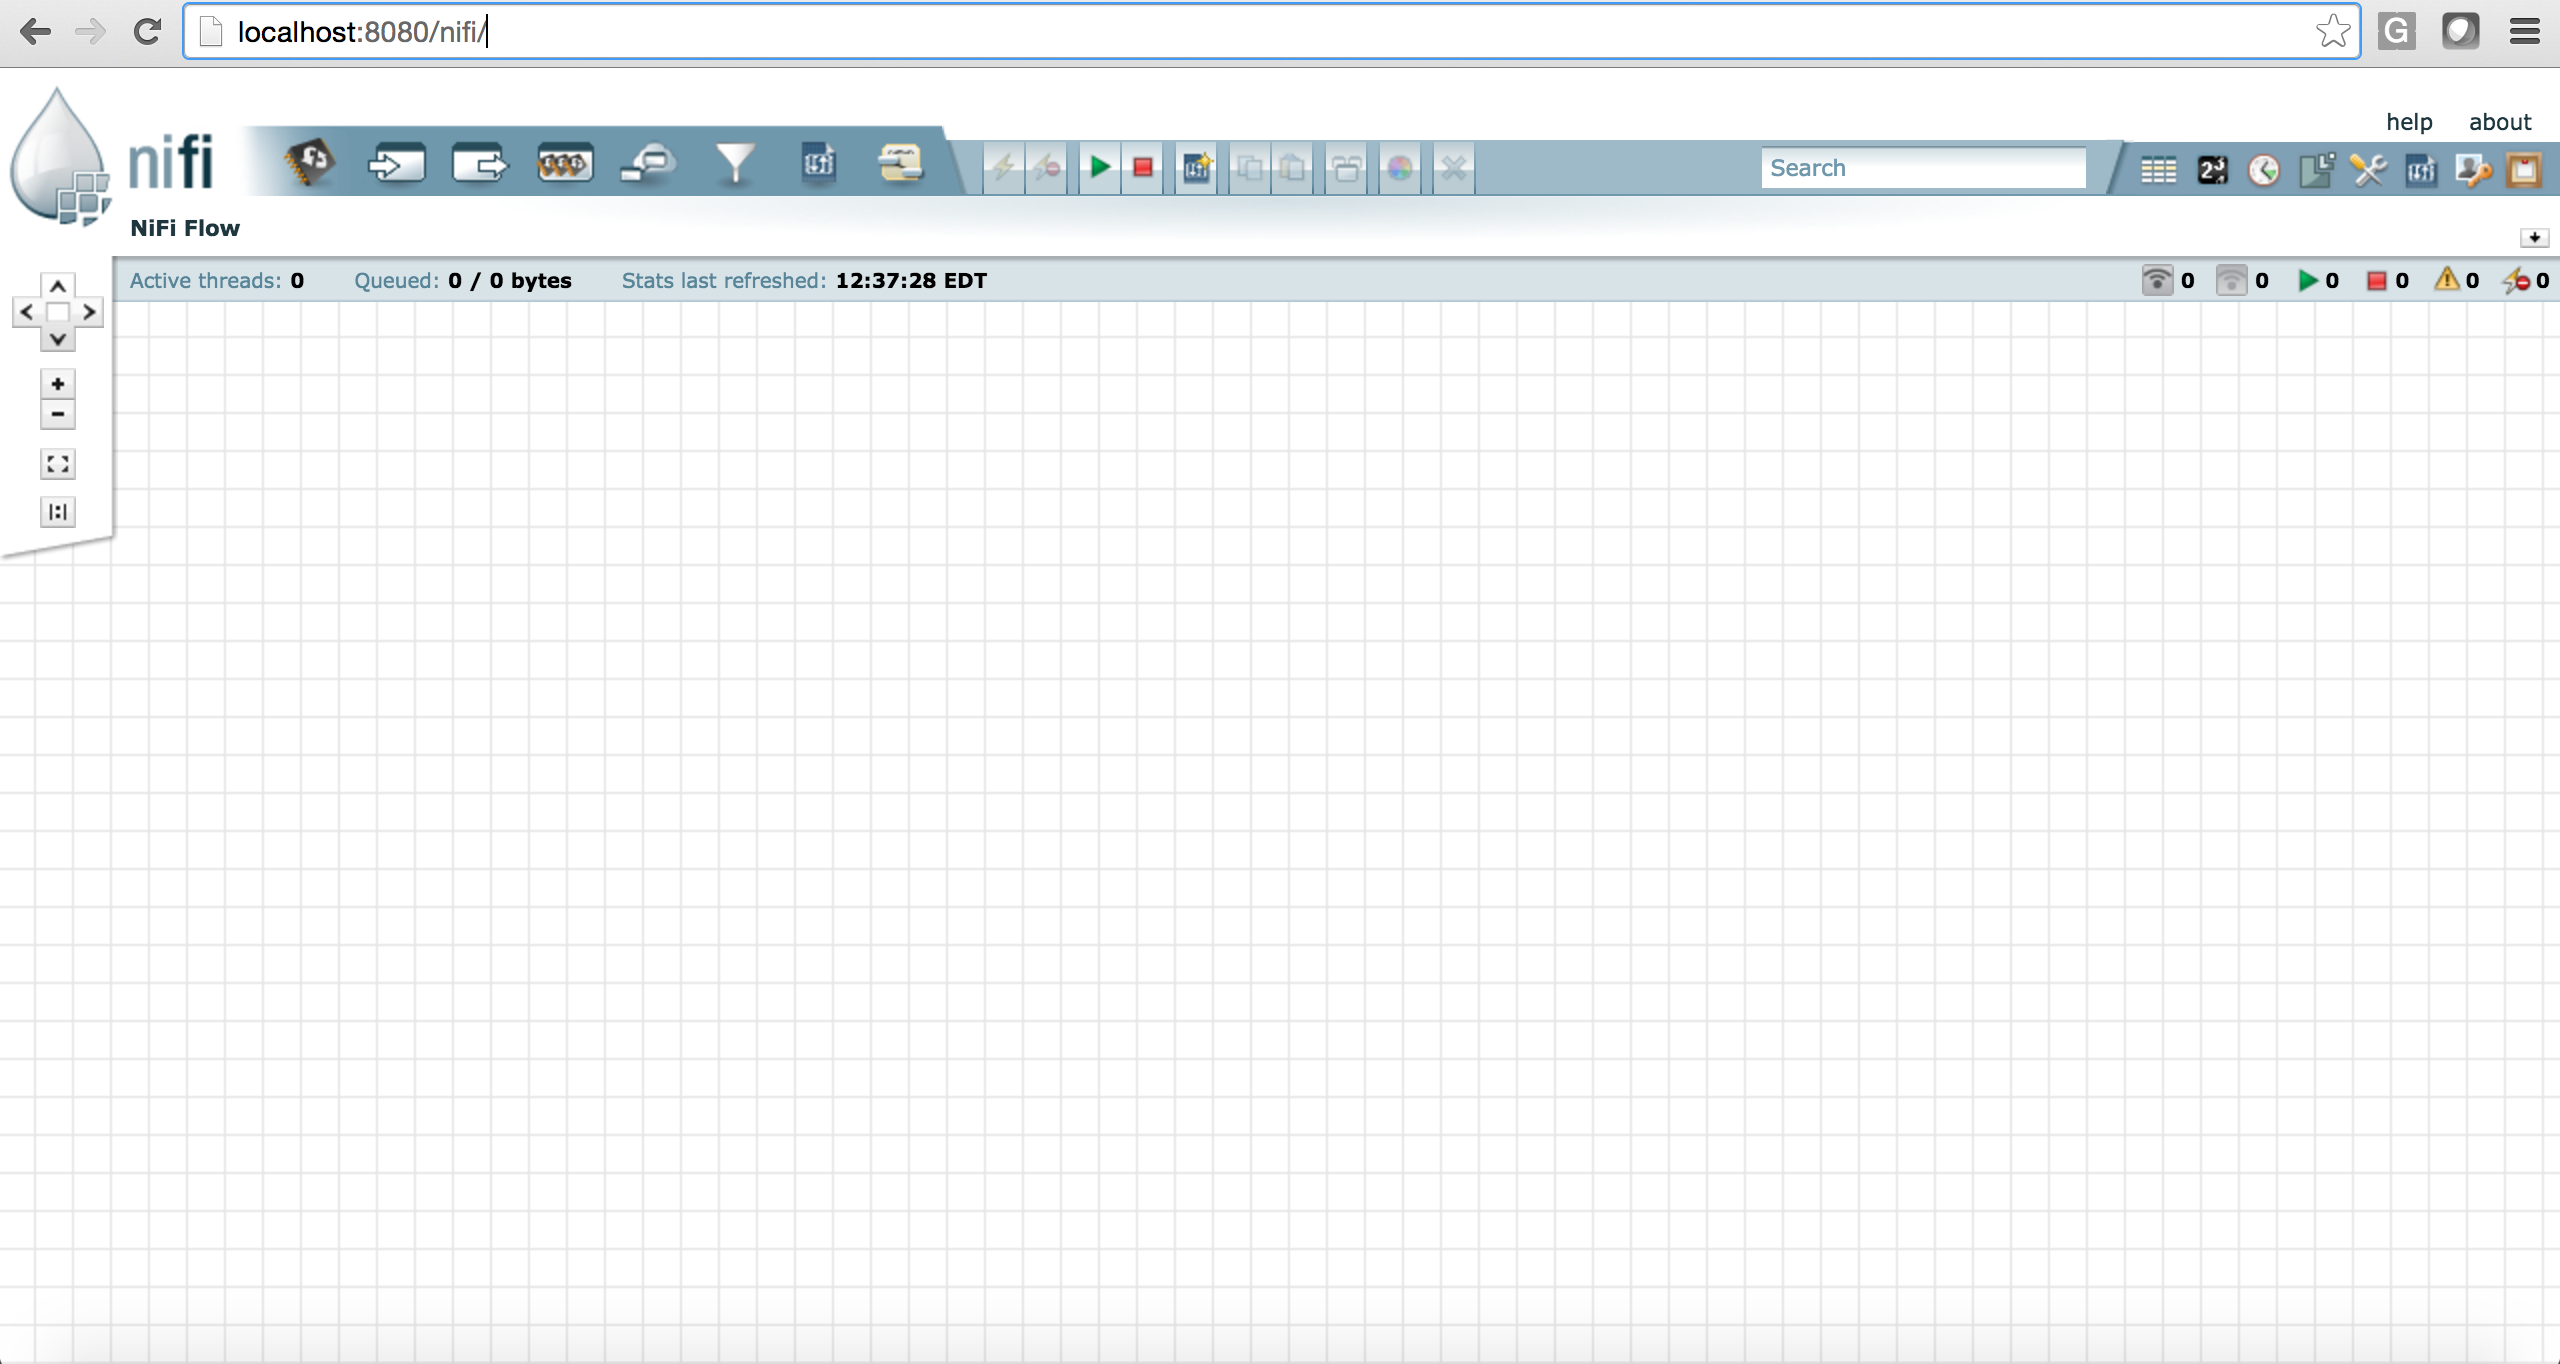 localhost:8080/nifi/
G
help about
nifi
Search
NiFi Flow
Active threads: 0 Queued: 0 / 0 bytes Stats last refreshed: 12:37:28 EDT 0 0 0 0 0 0